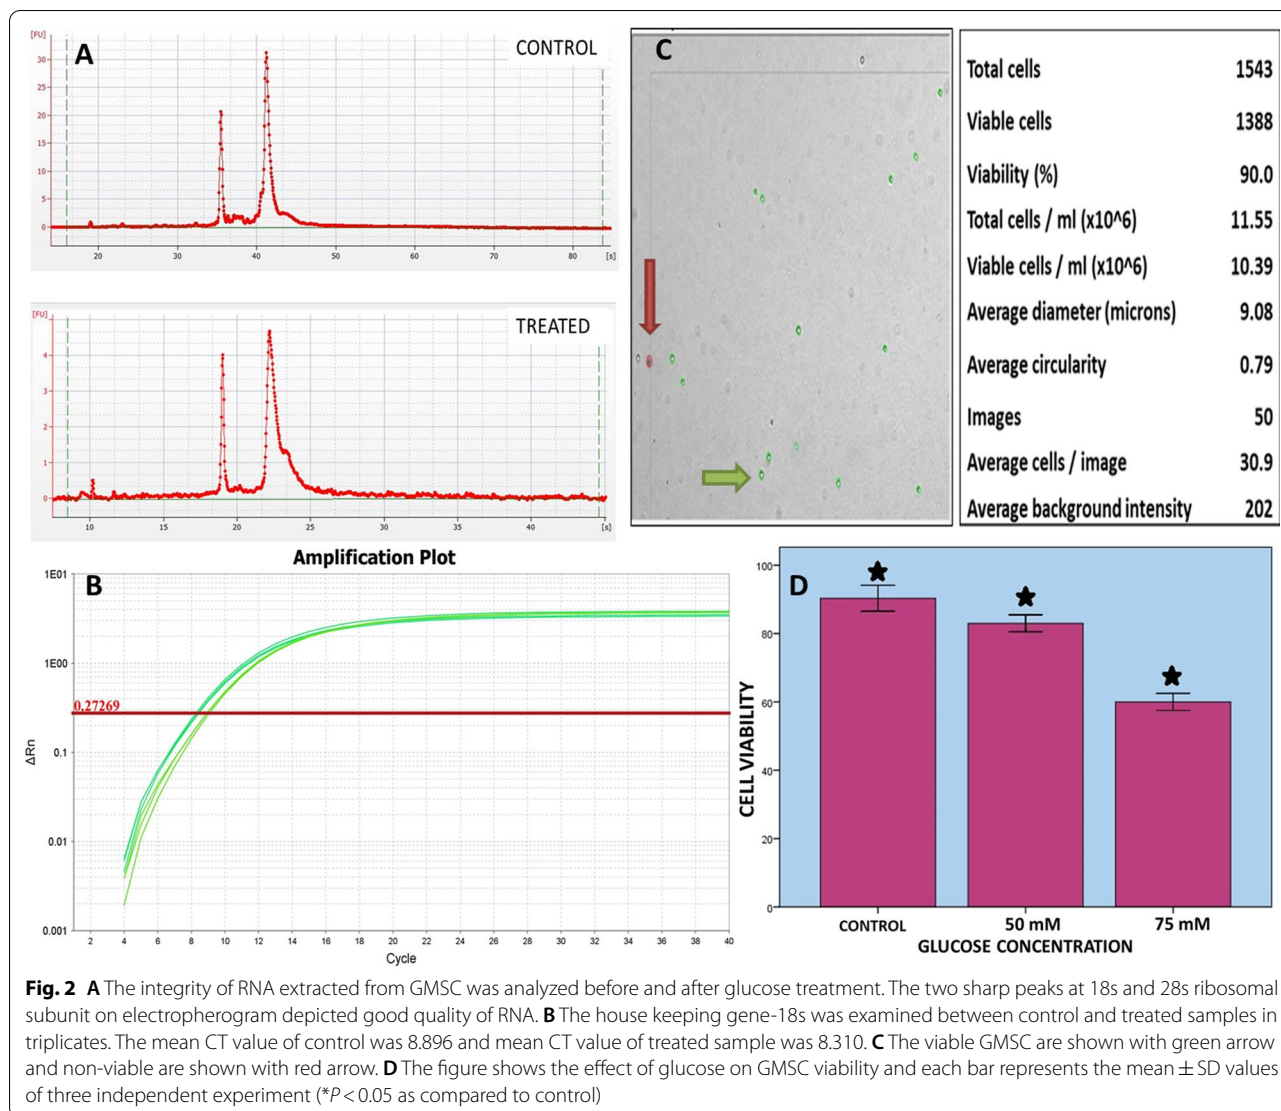 A
CONTROL
[FU]
30
25
20
15
10
5
0
20 30 40 50 60 70 80 [s]
TREATED
[FU]
4
3
2
1
0
10 15 20 25 30 35 40 [s]
C
Total cells 1543
Viable cells 1388
Viability (%) 90.0
Total cells / ml (x10^6) 11.55
Viable cells / ml (x10^6) 10.39
Average diameter (microns) 9.08
Average circularity 0.79
Images 50
Average cells / image 30.9
Average background intensity 202
Amplification Plot
B
1E01
1E00
0.27269
0.1
0.01
0.001
ΔRn
2 4 6 8 10 12 14 16 18 20 22 24 26 28 30 32 34 36 38 40
Cycle
D
100
80
60
40
20
0
CELL VIABILITY
CONTROL 50 mM 75 mM
GLUCOSE CONCENTRATION
Fig. 2 A The integrity of RNA extracted from GMSC was analyzed before and after glucose treatment. The two sharp peaks at 18s and 28s ribosomal
subunit on electropherogram depicted good quality of RNA. B The house keeping gene-18s was examined between control and treated samples in
triplicates. The mean CT value of control was 8.896 and mean CT value of treated sample was 8.310. C The viable GMSC are shown with green arrow
and non-viable are shown with red arrow. D The figure shows the effect of glucose on GMSC viability and each bar represents the mean ± SD values
of three independent experiment (*P < 0.05 as compared to control)